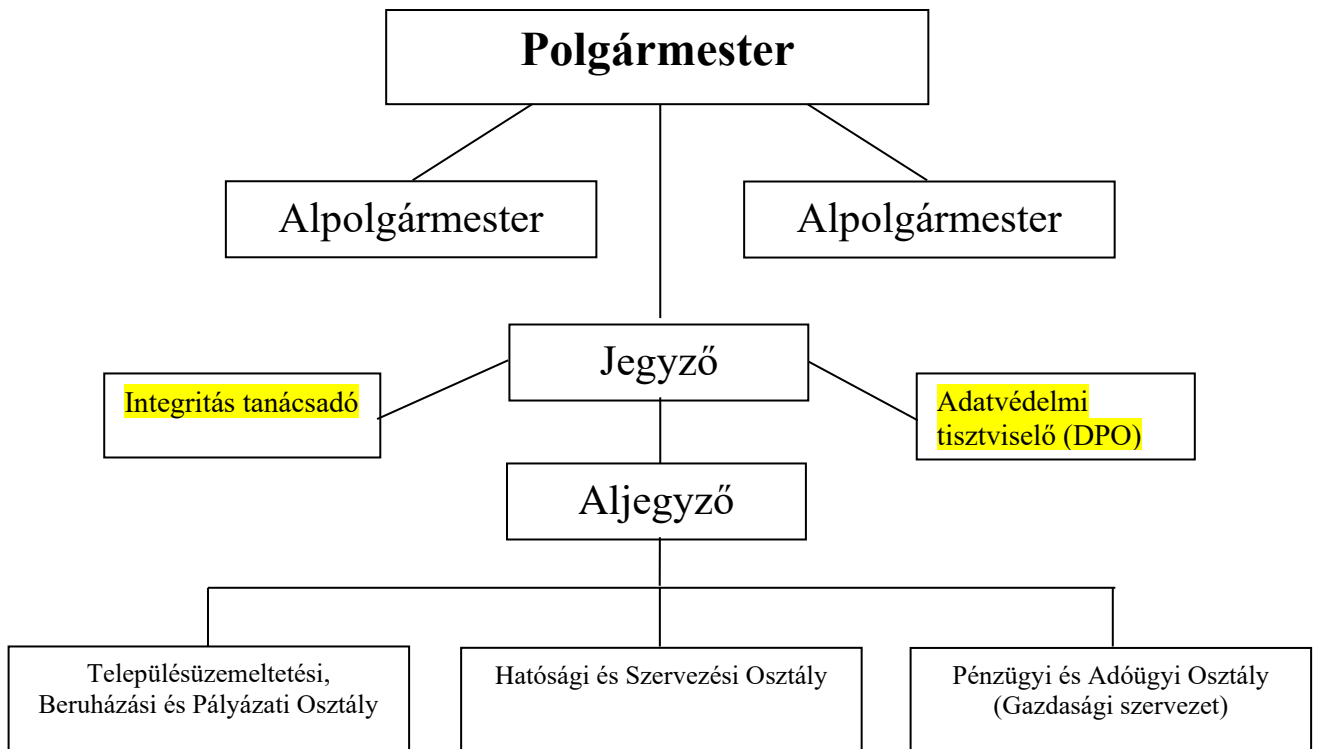 Polgármester
Alpolgármester
Alpolgármester
Jegyző
Integritás tanácsadó
Adatvédelmi
tisztviselő (DPO)
Aljegyző
Településüzemeltetési,
Beruházási és Pályázati Osztály
Hatósági és Szervezési Osztály
Pénzügyi és Adóügyi Osztály
(Gazdasági szervezet)